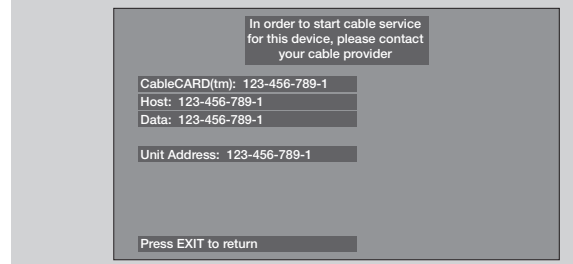 In order to start cable service
for this device, please contact
your cable provider
CableCARD(tm): 123-456-789-1
Host: 123-456-789-1
Data: 123-456-789-1
Unit Address: 123-456-789-1
Press EXIT to return